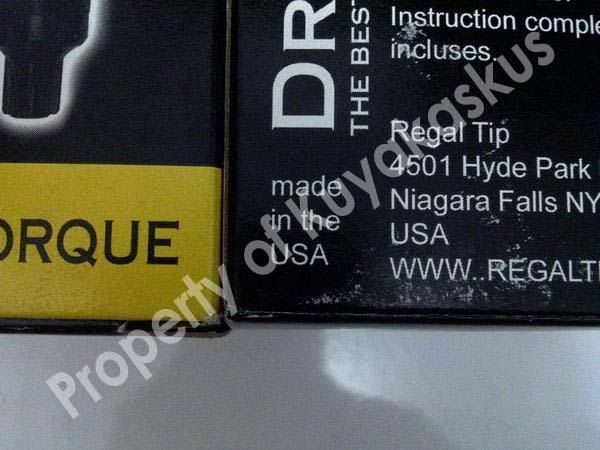 ORQUE
DR
THE BEST
Instruction comple
incluses.
made
in the
USA
Regal Tip
4501 Hyde Park
Niagara Falls NY
USA
WWW..REGALT
Property of Kuyakaskus